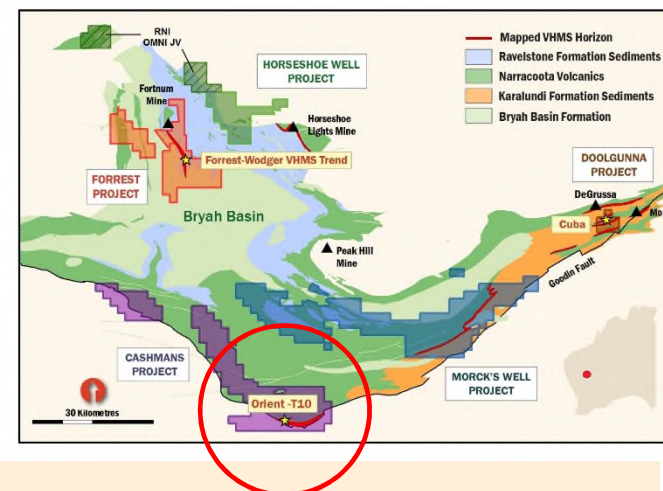 RNI
OMNI JV
HORSESHOE WELL
PROJECT
Mapped VHMS Horizon
Ravelstone Formation Sediments
Narracoota Volcanics
Karalundi Formation Sediments
Bryah Basin Formation
Fortnum
Mine
Horseshoe
Lights Mine
Forrest-Wodger VHMS Trend
FORREST
PROJECT
DOOLGUNNA
PROJECT
DeGrussa
Cuba
Bryah Basin
Peak Hill
Mine
Goodin Fault
CASHMANS
PROJECT
MORCK'S WELL
PROJECT
Orient -T10
30 Kilometres